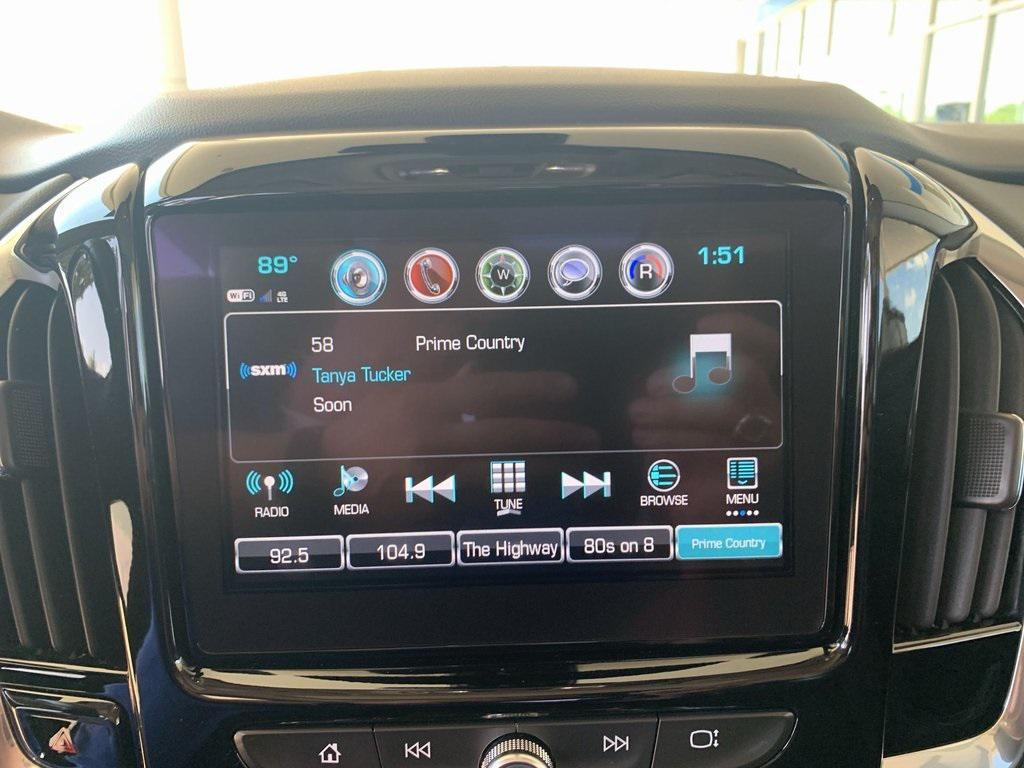 89°
W
R
1:51
WiFi
4G
LTE
58 Prime Country
((sxm))
Tanya Tucker
Soon
RADIO
MEDIA
TUNE
BROWSE
MENU
92.5
104.9
The Highway
80s on 8
Prime Country